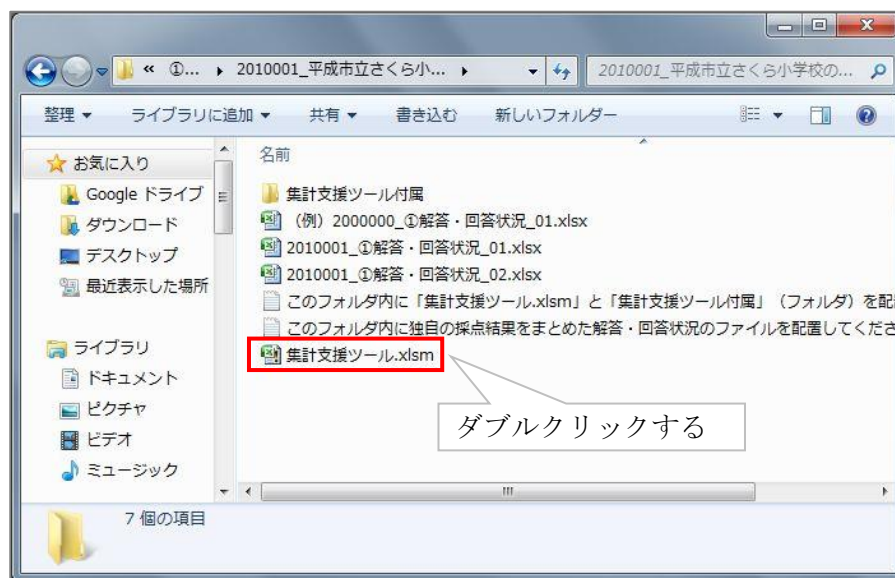 « ①... ▸ 2010001_平成市立さくら小... ▸
2010001_平成市立さくら小学校の...
整理 ▼ ライブラリに追加 ▼ 共有 ▼ 書き込む 新しいフォルダー
お気に入り
Google ドライブ
ダウンロード
デスクトップ
最近表示した場所
ライブラリ
ドキュメント
ピクチャ
ビデオ
ミュージック
名前
集計支援ツール付属
（例）2000000_①解答・回答状況_01.xlsx
2010001_①解答・回答状況_01.xlsx
2010001_①解答・回答状況_02.xlsx
このフォルダ内に「集計支援ツール.xlsm」と「集計支援ツール付属」（フォルダ）を配
このフォルダ内に独自の採点結果をまとめた解答・回答状況のファイルを配置してくださ
集計支援ツール.xlsm
ダブルクリックする
7 個の項目